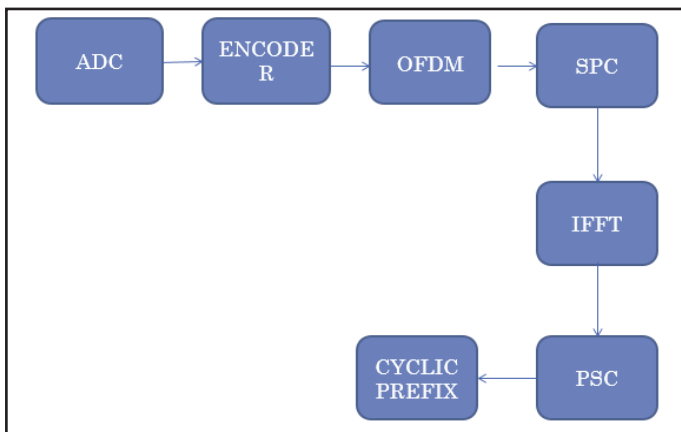 ADC
ENCODE
R
OFDM
SPC
IFFT
CYCLIC
PREFIX
PSC